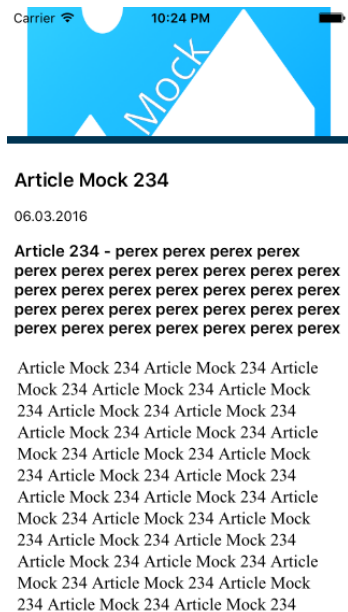 Carrier 10:24 PM
Mock
Article Mock 234
06.03.2016
Article 234 - perex perex perex perex
perex perex perex perex perex perex perex
perex perex perex perex perex perex perex
perex perex perex perex perex perex perex
perex perex perex perex perex perex perex
Article Mock 234 Article Mock 234 Article
Mock 234 Article Mock 234 Article Mock
234 Article Mock 234 Article Mock 234
Article Mock 234 Article Mock 234 Article
Mock 234 Article Mock 234 Article Mock
234 Article Mock 234 Article Mock 234
Article Mock 234 Article Mock 234 Article
Mock 234 Article Mock 234 Article Mock
234 Article Mock 234 Article Mock 234
Article Mock 234 Article Mock 234 Article
Mock 234 Article Mock 234 Article Mock
234 Article Mock 234 Article Mock 234